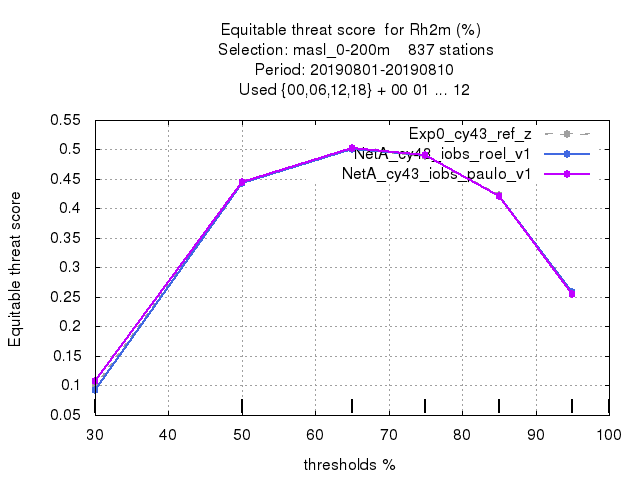 Equitable threat score  for Rh2m (%)
Selection: masl_0-200m    837 stations
Period: 20190801-20190810
Used {00,06,12,18} + 00 01 ... 12
Exp0_cy43_ref_z
NetA_cy43_iobs_roel_v1
NetA_cy43_iobs_paulo_v1
Equitable threat score
0.55
0.5
0.45
0.4
0.35
0.3
0.25
0.2
0.15
0.1
0.05
30 40 50 60 70 80 90 100
thresholds %